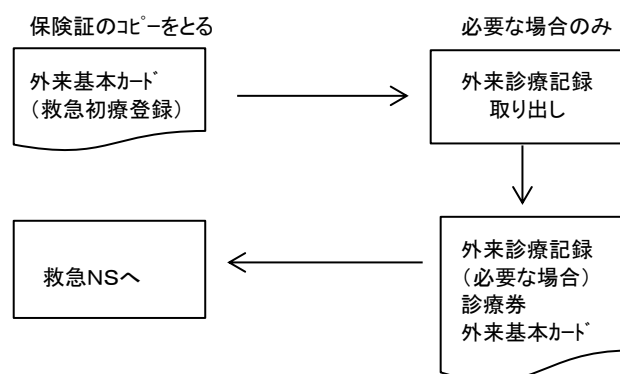 保険証のｺﾋﾟｰをとる
必要な場合のみ
外来基本ｶｰﾄﾞ
（救急初療登録）
外来診療記録
取り出し
救急NSへ
外来診療記録
（必要な場合）
診療券
外来基本ｶｰﾄﾞ